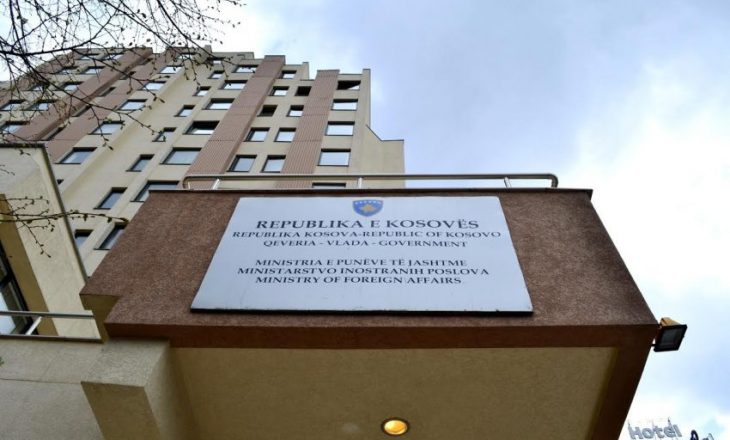 REPUBLIKA E KOSOVËS
REPUBLIKA KOSOVA-REPUBLIC OF KOSOVO
QEVERIA - VLADA - GOVERNMENT
MINISTRIA E PUNËVE TË JASHTME
MINISTARSTVO INOSTRANIH POSLOVA
MINISTRY OF FOREIGN AFFAIRS
Hotel